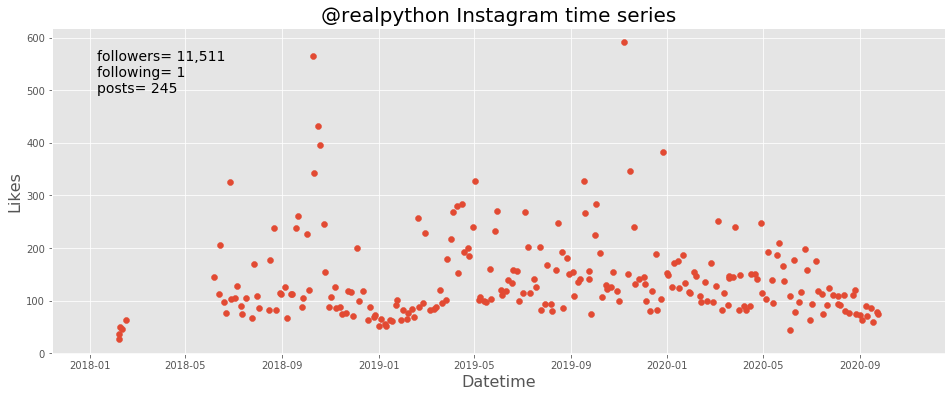 @realpython Instagram time series
600
500
400
300
200
100
0
Likes
followers= 11,511
following= 1
posts= 245
2018-01 2018-05 2018-09 2019-01 2019-05 2019-09 2020-01 2020-05 2020-09
Datetime